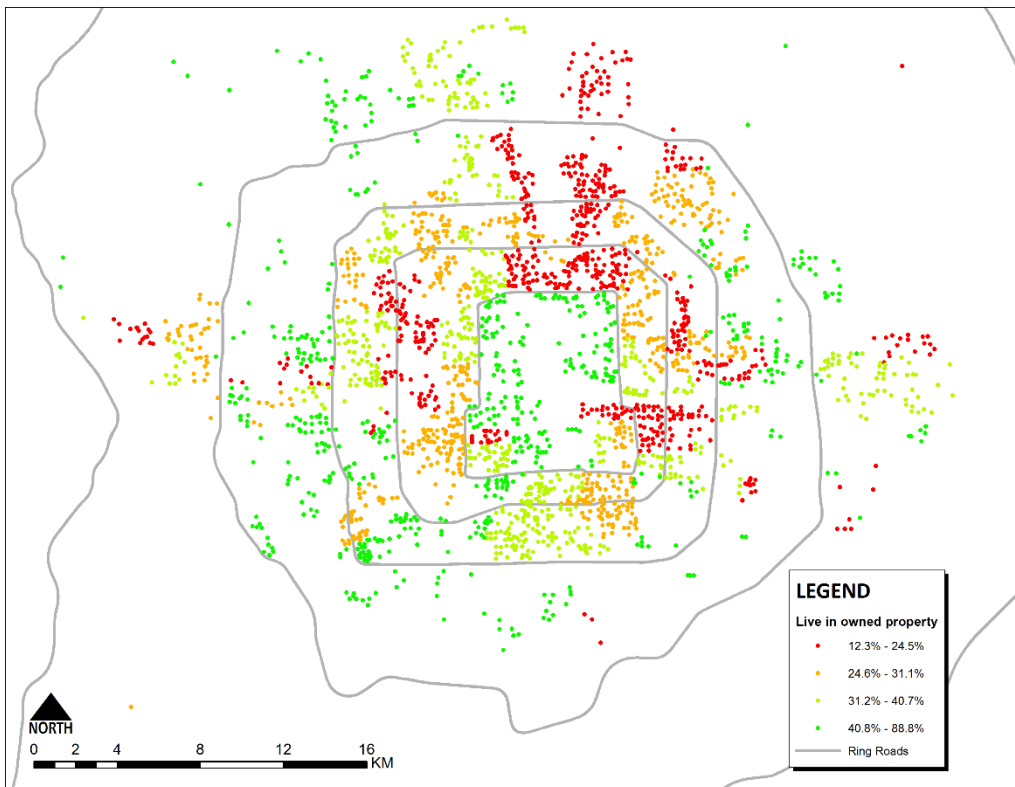 LEGEND
Live in owned property
12.3% - 24.5%
24.6% - 31.1%
31.2% - 40.7%
40.8% - 88.8%
Ring Roads
NORTH
0 2 4 8 12 16
KM